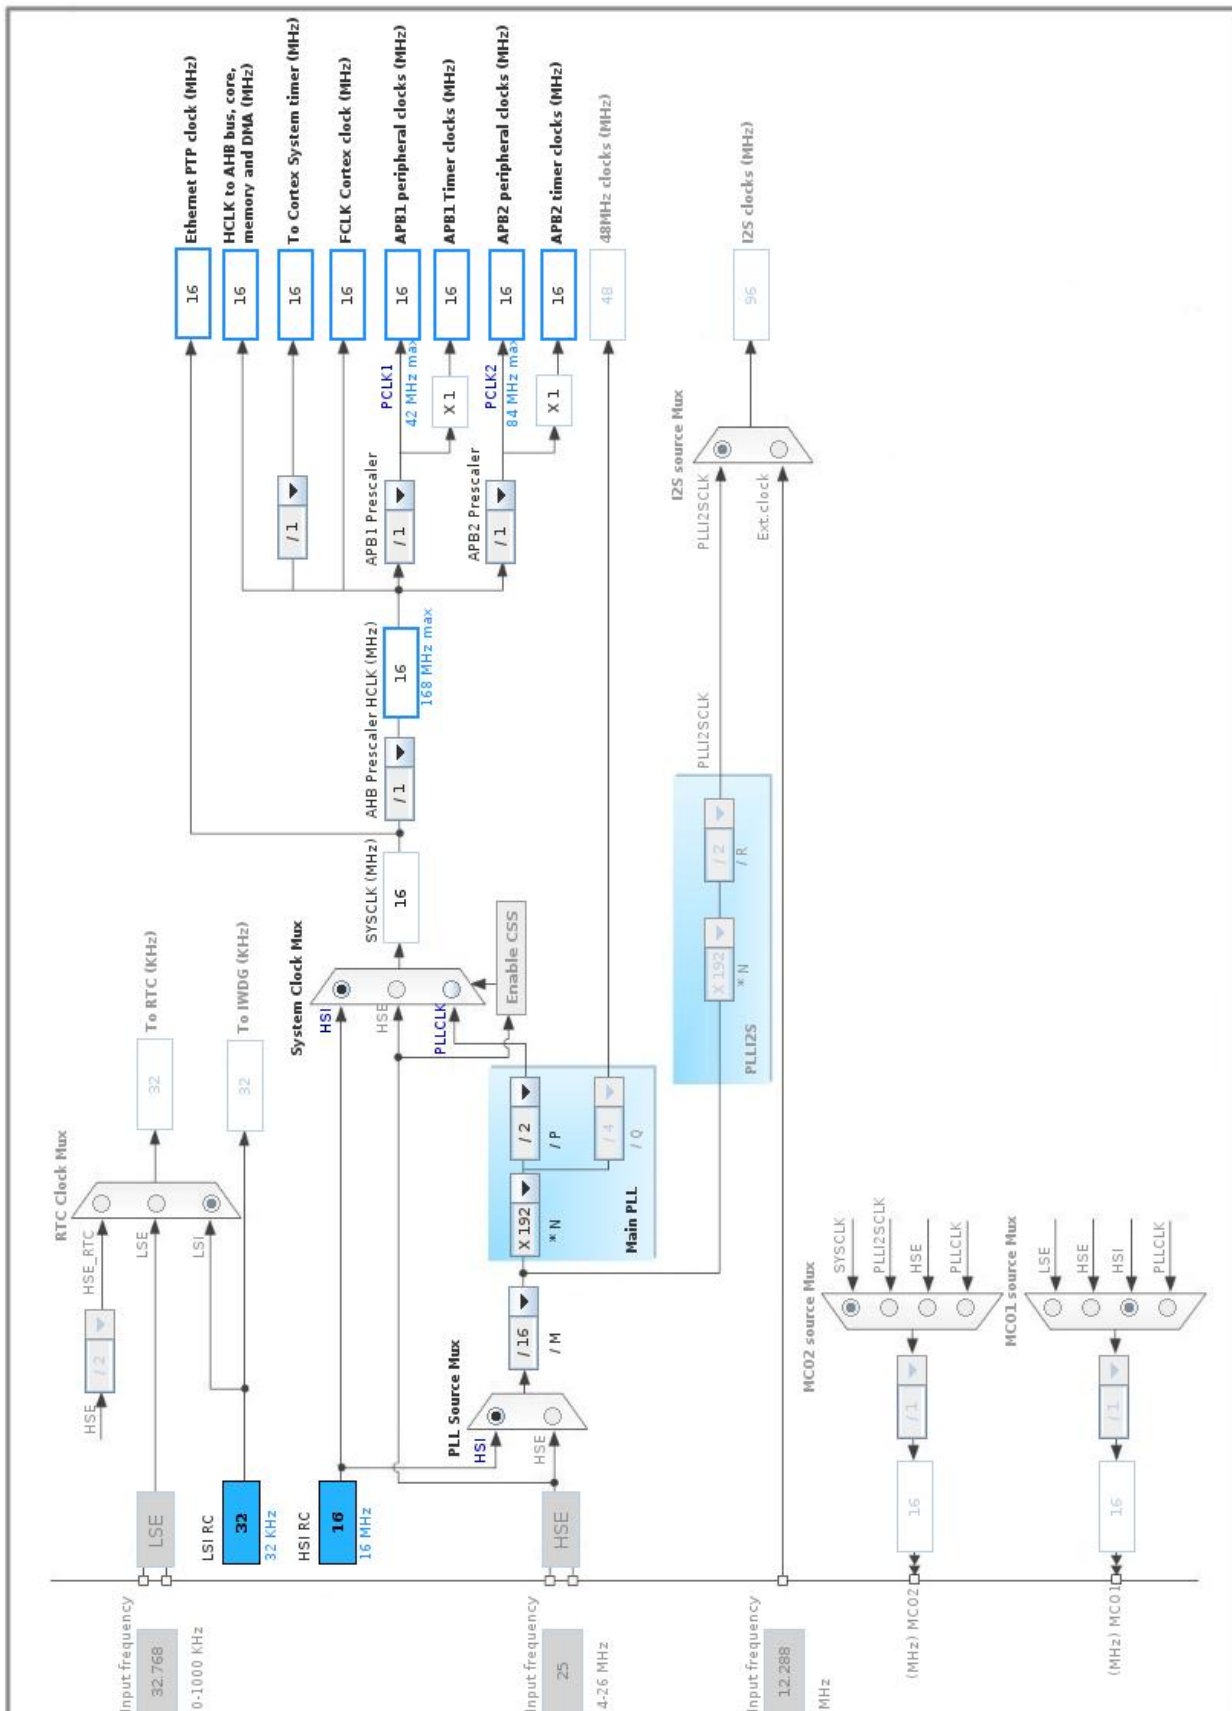 RTC Clock Mux
HSE
/ 2
HSE_RTC
LSE
LSI
32
To RTC (KHz)
32
To IWDG (KHz)
Input frequency
32.768
0-1000 KHz
LSE
LSI RC
32
32 KHz
HSI RC
16
16 MHz
System Clock Mux
HSI
HSE
PLLCLK
SYSCLK (MHz)
16
Enable CSS
AHB Prescaler
/ 1
HCLK (MHz)
16
168 MHz max
16
Ethernet PTP clock (MHz)
16
HCLK to AHB bus, core,
memory and DMA (MHz)
/ 1
16
To Cortex System timer (MHz)
16
FCLK Cortex clock (MHz)
APB1 Prescaler
/ 1
PCLK1
42 MHz max
16
APB1 peripheral clocks (MHz)
X 1
16
APB1 Timer clocks (MHz)
APB2 Prescaler
/ 1
PCLK2
84 MHz max
16
APB2 peripheral clocks (MHz)
X 1
16
APB2 timer clocks (MHz)
48
48MHz clocks (MHz)
PLL Source Mux
HSI
HSE
Input frequency
25
4-26 MHz
HSE
/ 16
/ M
X 192
* N
/ 2
/ P
/ 4
/ Q
Main PLL
X 192
* N
/ 2
/ R
PLLI2S
PLLI2SCLK
I2S source Mux
PLLI2SCLK
Ext.clock
96
I2S clocks (MHz)
Input frequency
12.288
MHz
MCO2 source Mux
SYSCLK
PLLI2SCLK
HSE
PLLCLK
/ 1
16
(MHz) MCO2
MCO1 source Mux
LSE
HSE
HSI
PLLCLK
/ 1
16
(MHz) MCO1